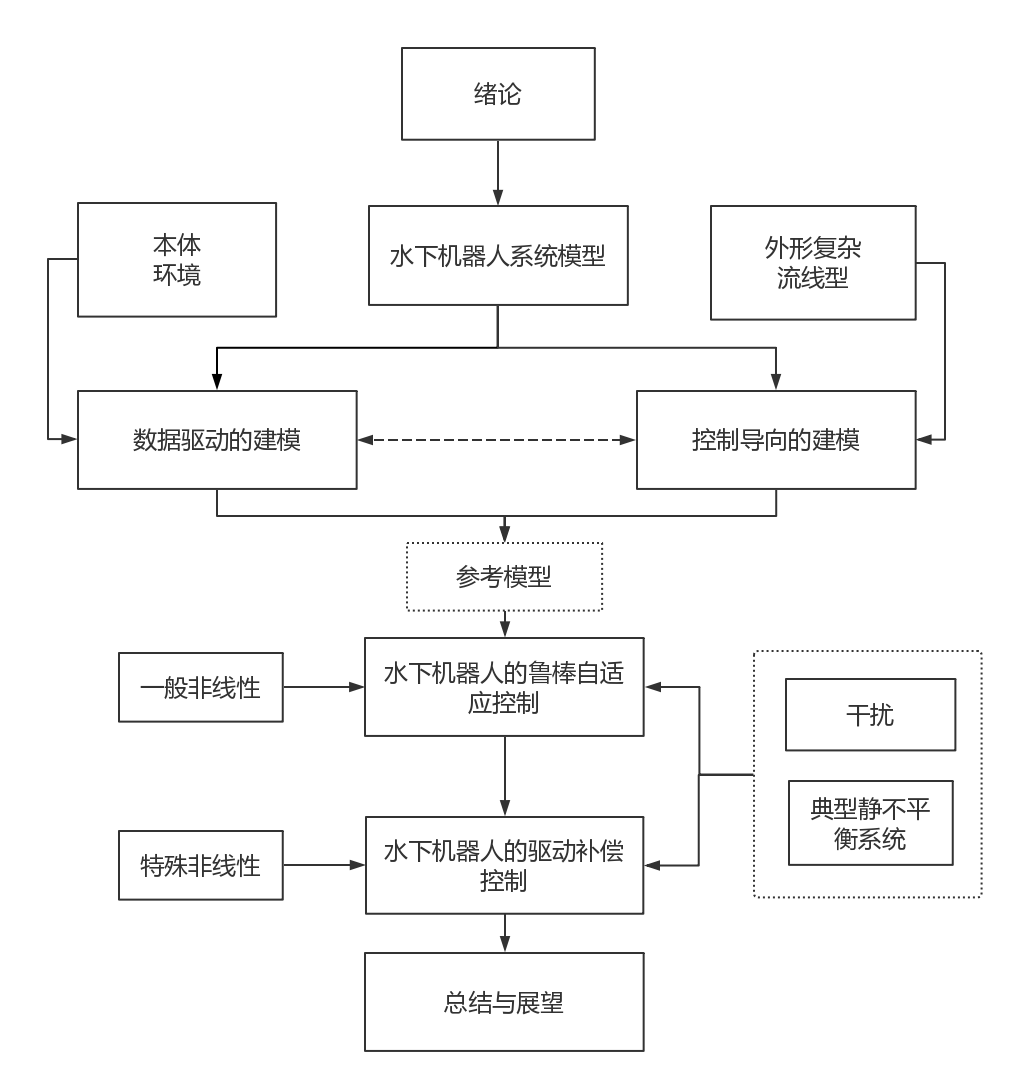 绪论
本体
环境
水下机器人系统模型
外形复杂
流线型
数据驱动的建模
控制导向的建模
参考模型
一般非线性
水下机器人的鲁棒自适
应控制
干扰
典型静不平
衡系统
特殊非线性
水下机器人的驱动补偿
控制
总结与展望